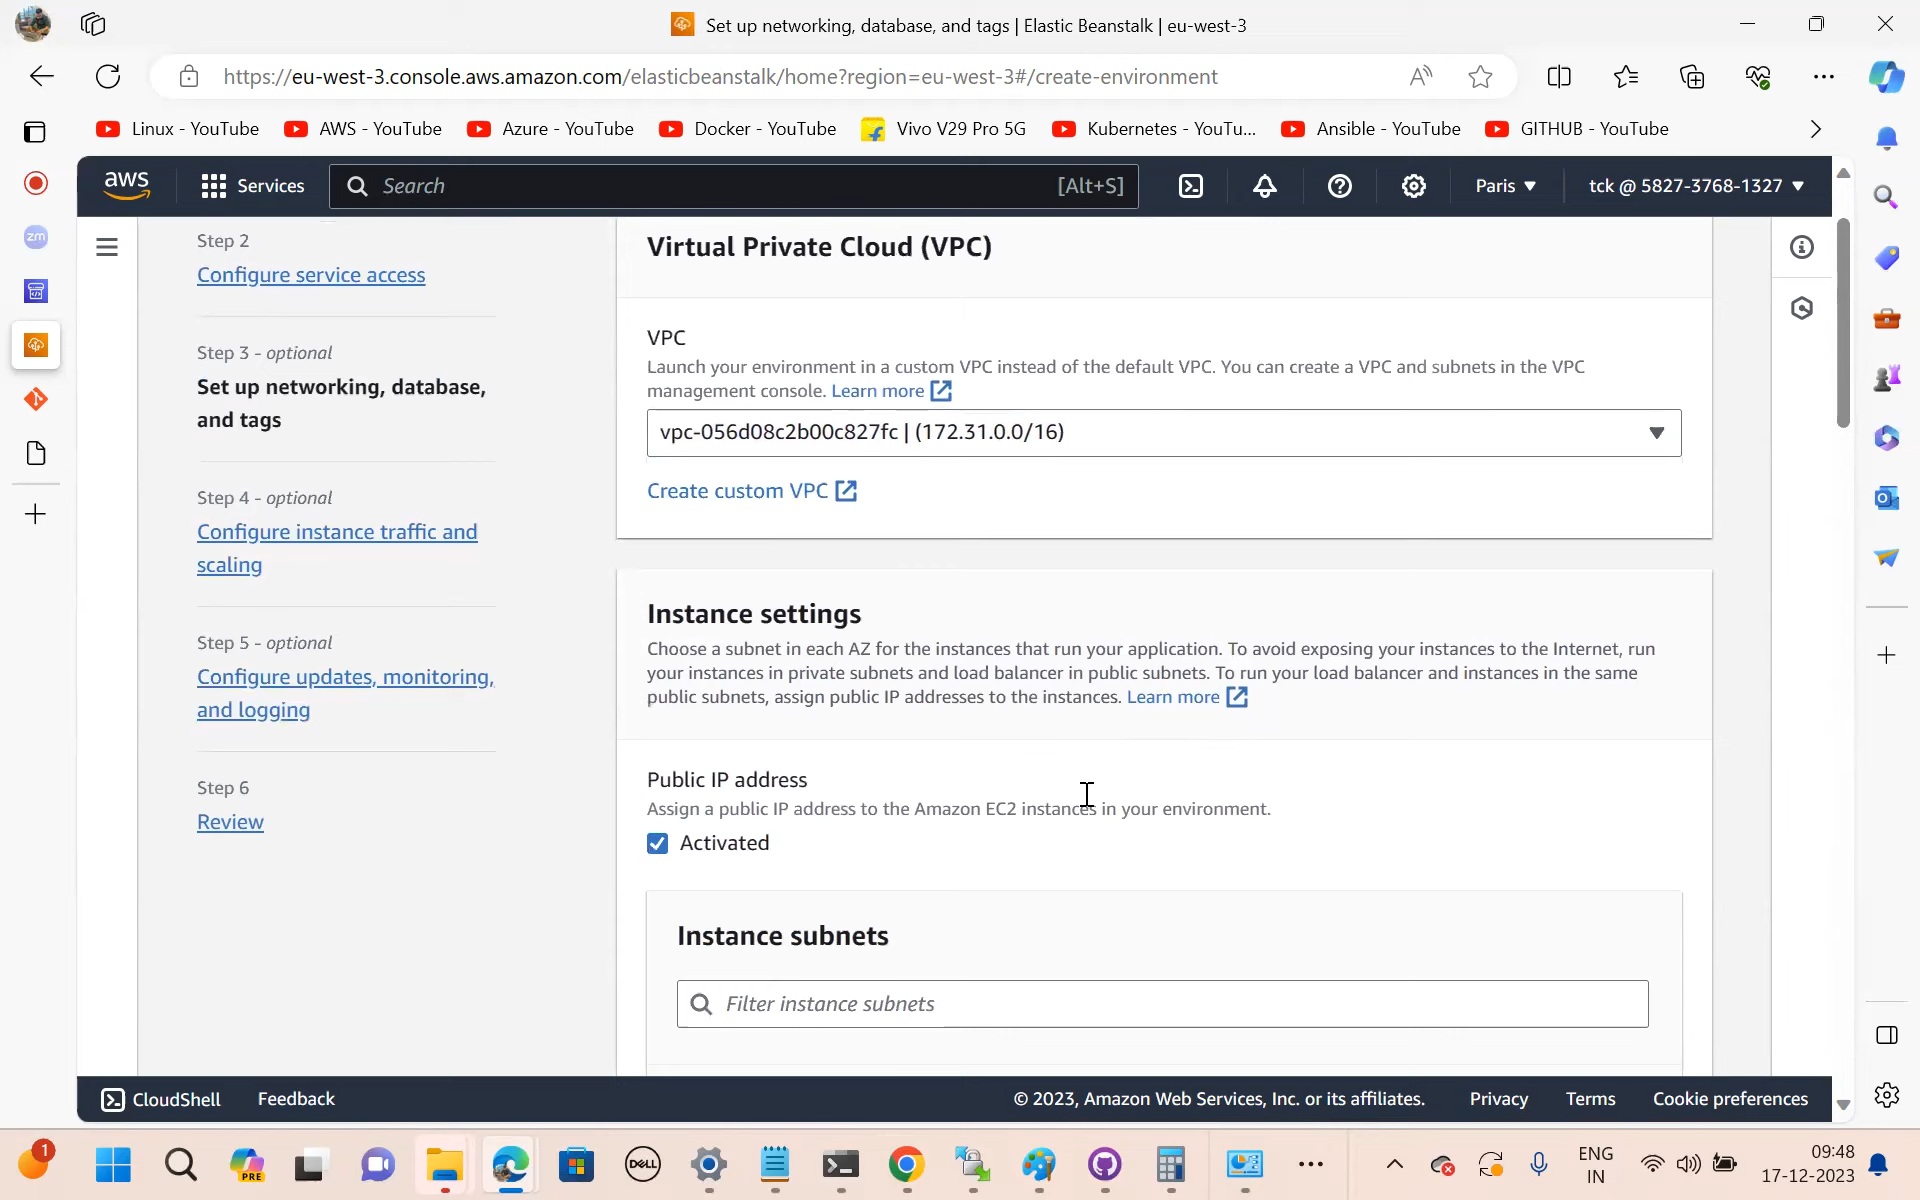 Set up networking, database, and tags | Elastic Beanstalk | eu-west-3
https://eu-west-3.console.aws.amazon.com/elasticbeanstalk/home?region=eu-west-3#/create-environment
Linux - YouTube
AWS - YouTube
Azure - YouTube
Docker - YouTube
Vivo V29 Pro 5G
Kubernetes - YouTu...
Ansible - YouTube
GITHUB - YouTube
zm
aws
Services
Search
[Alt+S]
Paris
tck @ 5827-3768-1327
Step 2
Configure service access
Step 3 - optional
Set up networking, database,
and tags
Step 4 - optional
Configure instance traffic and
scaling
Step 5 - optional
Configure updates, monitoring,
and logging
Step 6
Review
Virtual Private Cloud (VPC)
VPC
Launch your environment in a custom VPC instead of the default VPC. You can create a VPC and subnets in the VPC
management console. Learn more
vpc-056d08c2b00c827fc | (172.31.0.0/16)
Create custom VPC
Instance settings
Choose a subnet in each AZ for the instances that run your application. To avoid exposing your instances to the Internet, run
your instances in private subnets and load balancer in public subnets. To run your load balancer and instances in the same
public subnets, assign public IP addresses to the instances. Learn more
Public IP address
Assign a public IP address to the Amazon EC2 instances in your environment.
Activated
Instance subnets
Filter instance subnets
CloudShell
Feedback
© 2023, Amazon Web Services, Inc. or its affiliates.
Privacy
Terms
Cookie preferences
1
PRE
DELL
ENG
IN
09:48
17-12-2023